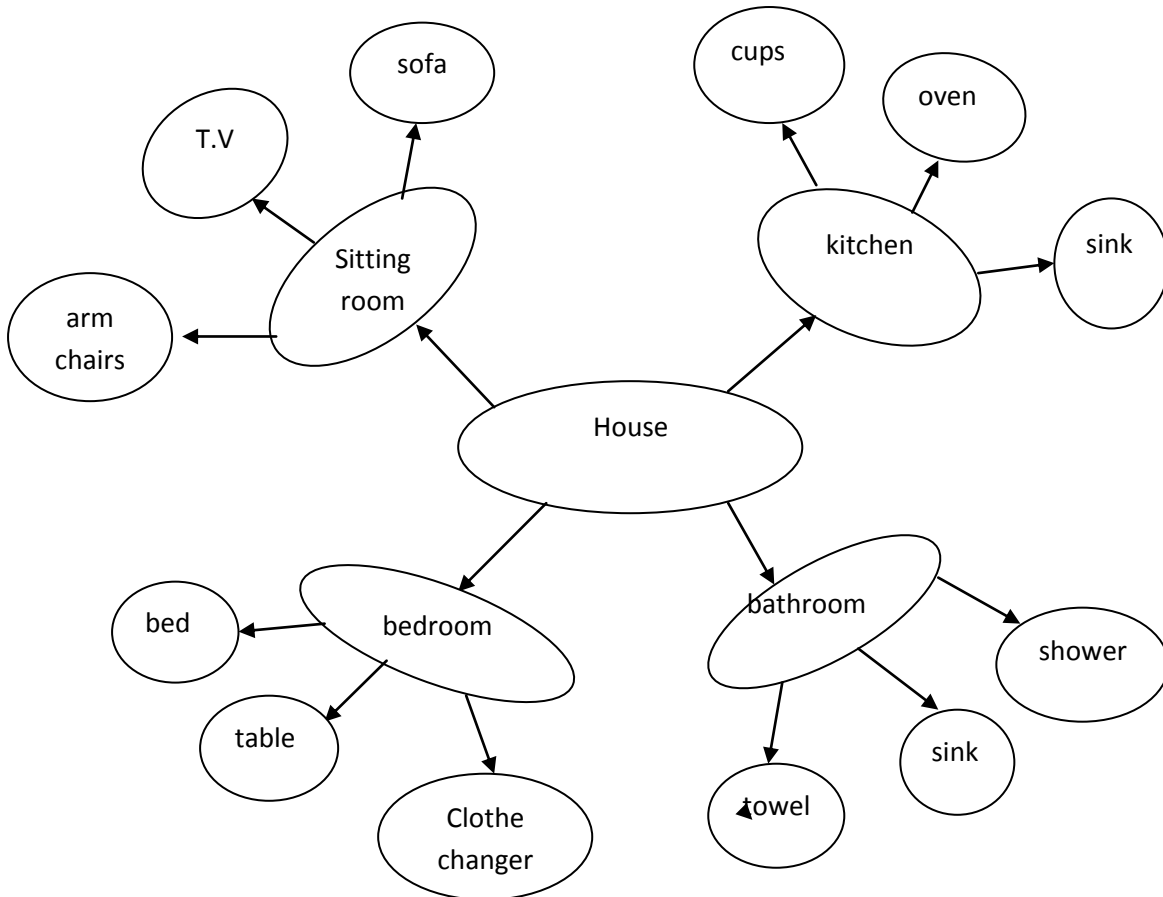 sofa
cups
oven
T.V
Sitting
room
kitchen
sink
arm
chairs
House
bed
bedroom
bathroom
shower
table
sink
towel
Clothe
changer